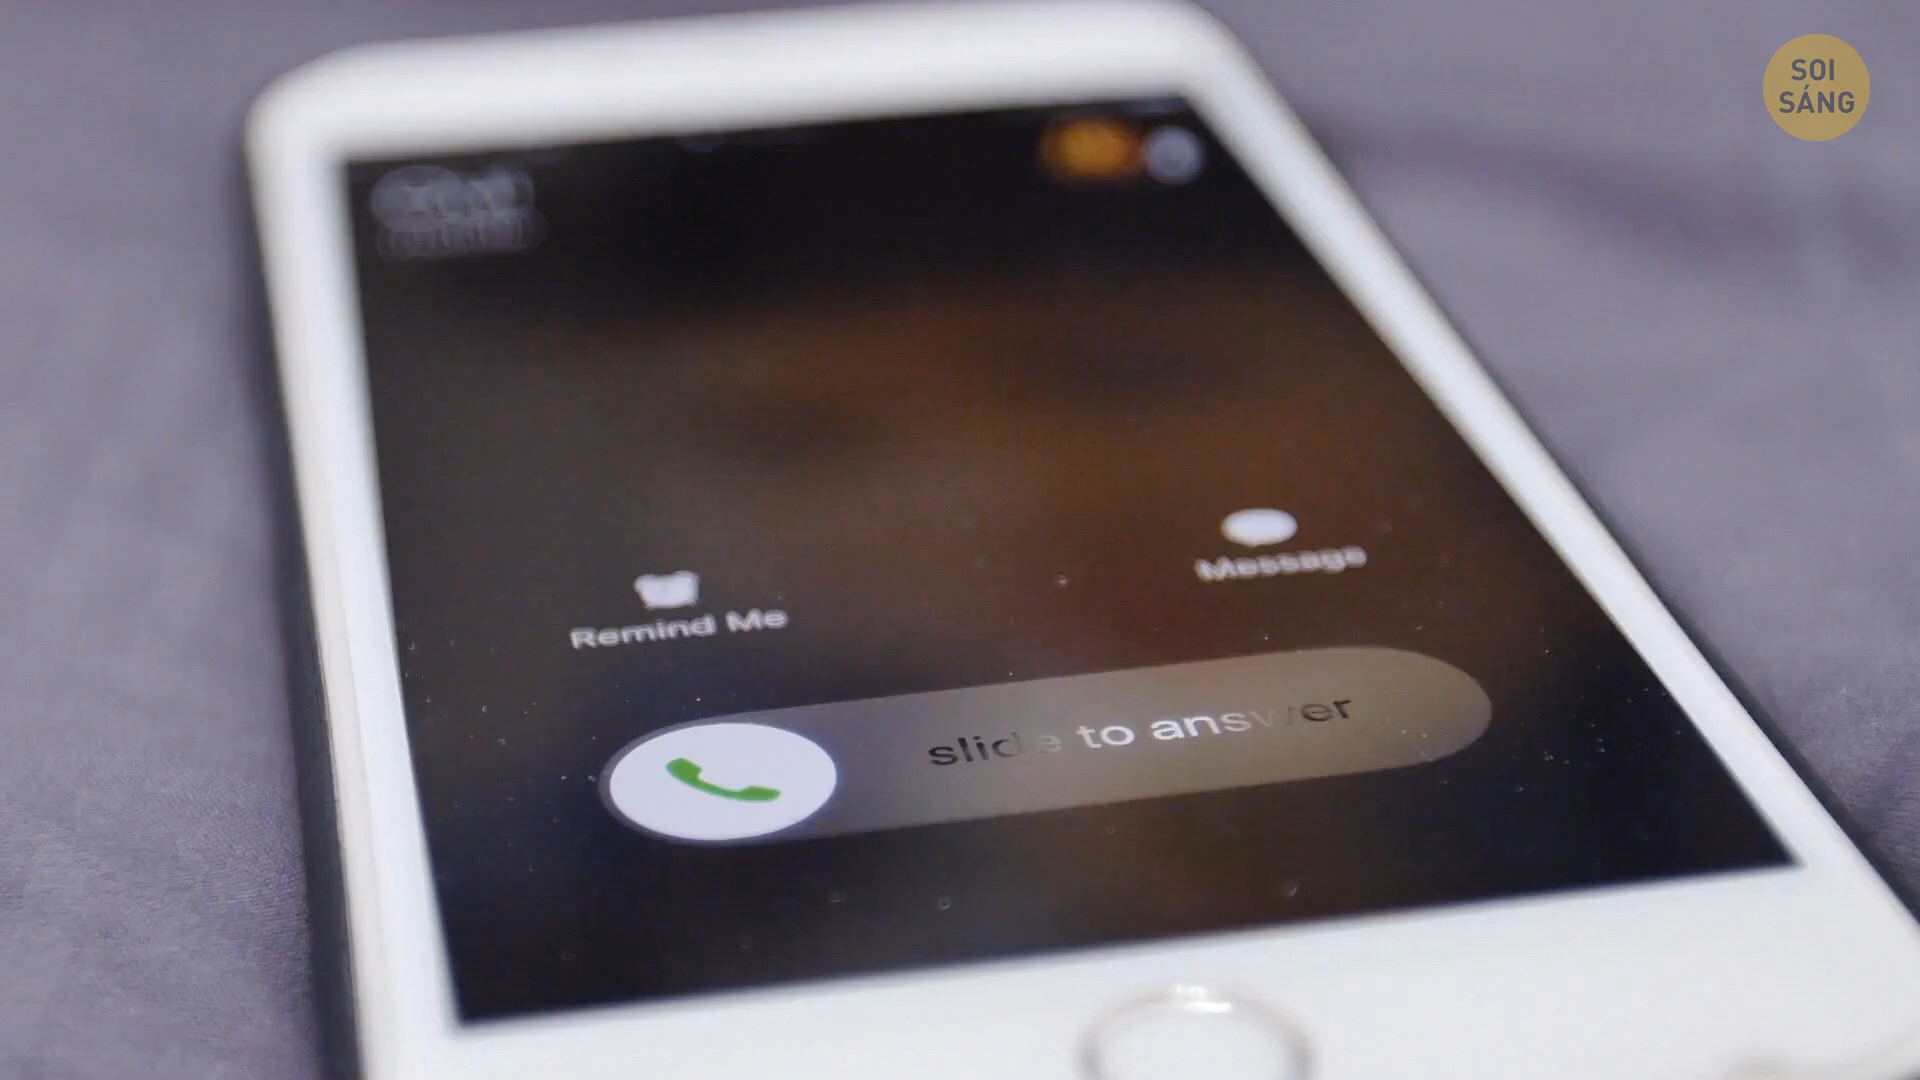 SOI
SÁNG
Remind Me
Message
slide to answer